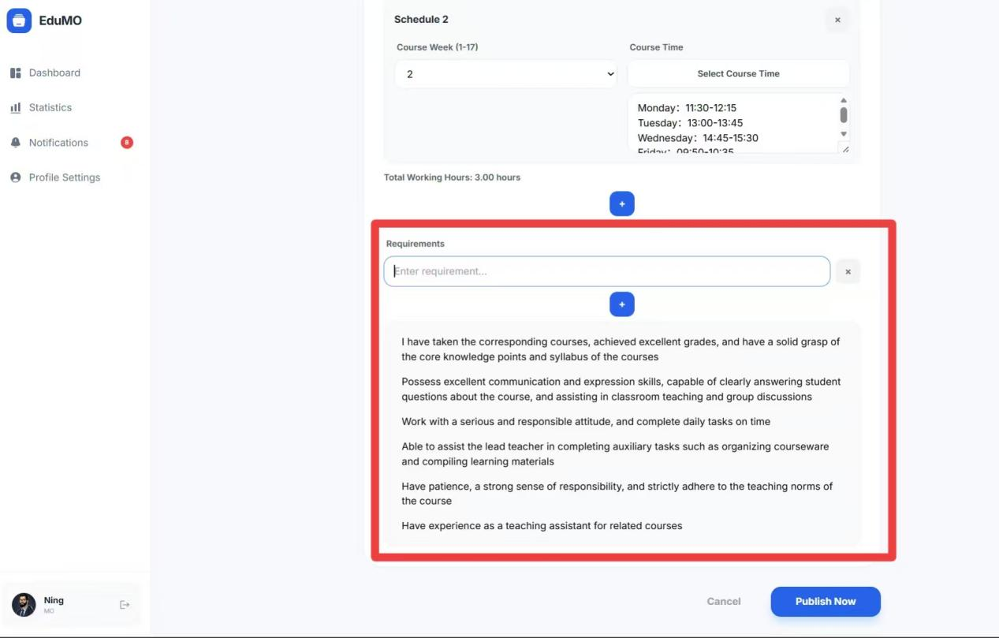 EduMO
Dashboard
Statistics
Notifications
8
Profile Settings
Schedule 2
×
Course Week (1-17)
Course Time
2
Select Course Time
Monday：11:30-12:15
Tuesday：13:00-13:45
Wednesday：14:45-15:30
Friday：09:50-10:35
Total Working Hours: 3.00 hours
+
Requirements
Enter requirement...
×
+
I have taken the corresponding courses, achieved excellent grades, and have a solid grasp of
the core knowledge points and syllabus of the courses
Possess excellent communication and expression skills, capable of clearly answering student
questions about the course, and assisting in classroom teaching and group discussions
Work with a serious and responsible attitude, and complete daily tasks on time
Able to assist the lead teacher in completing auxiliary tasks such as organizing courseware
and compiling learning materials
Have patience, a strong sense of responsibility, and strictly adhere to the teaching norms of
the course
Have experience as a teaching assistant for related courses
Ning
MO
Cancel
Publish Now